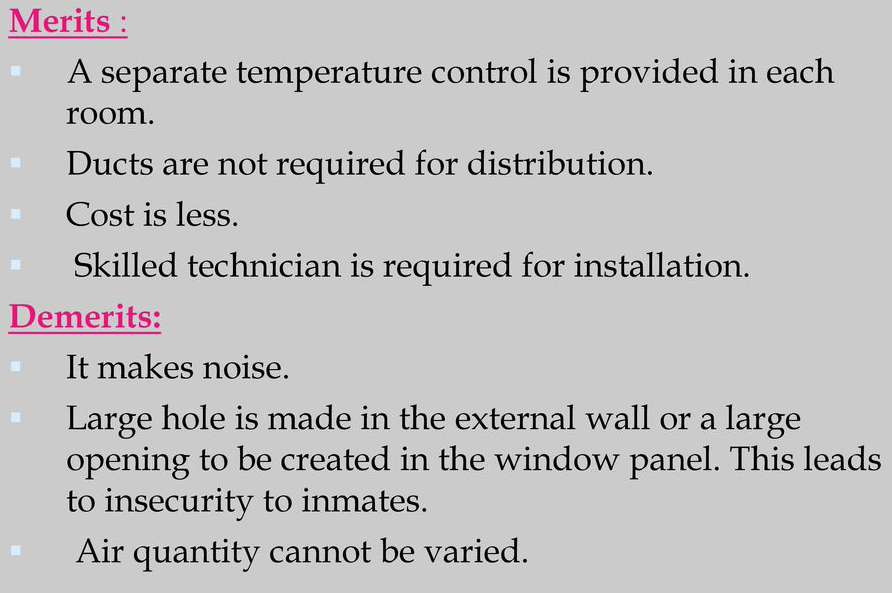 Merits :
A separate temperature control is provided in each
room.
Ducts are not required for distribution.
Cost is less.
Skilled technician is required for installation.
Demerits:
It makes noise.
Large hole is made in the external wall or a large
opening to be created in the window panel. This leads
to insecurity to inmates.
Air quantity cannot be varied.